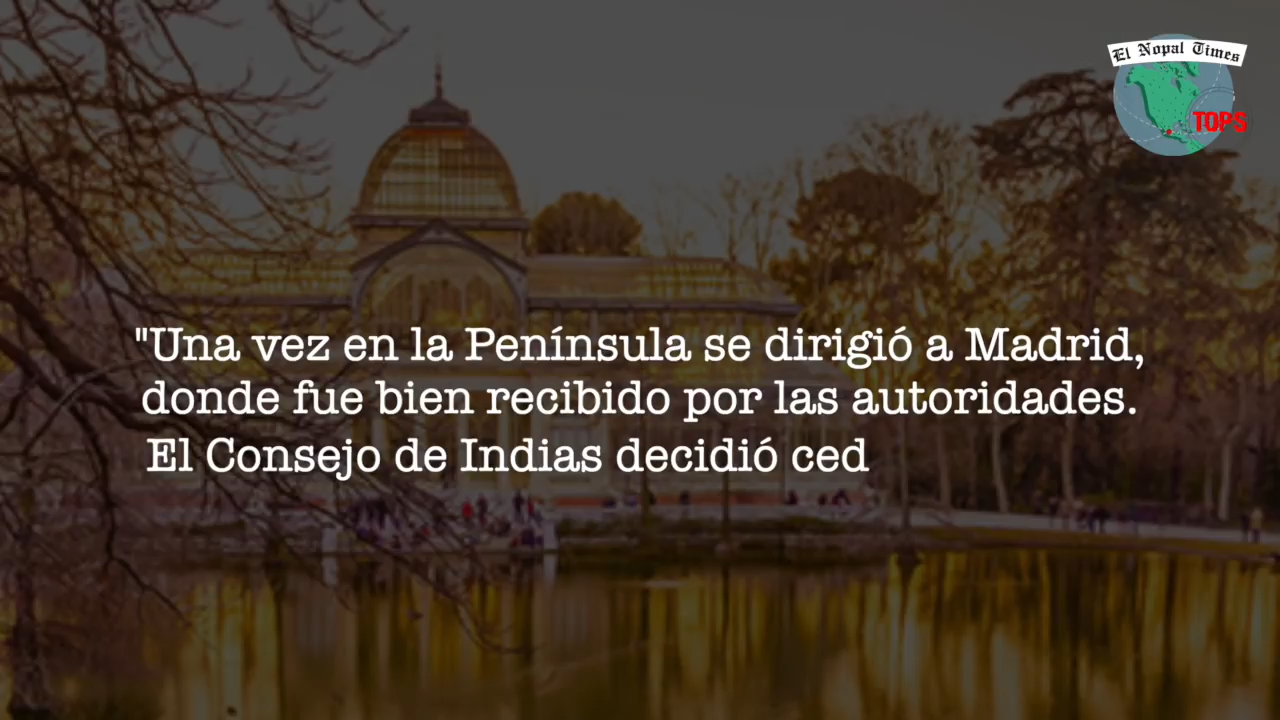 El Nopal Times
TOPS
"Una vez en la Península se dirigió a Madrid,
donde fue bien recibido por las autoridades.
El Consejo de Indias decidió ced